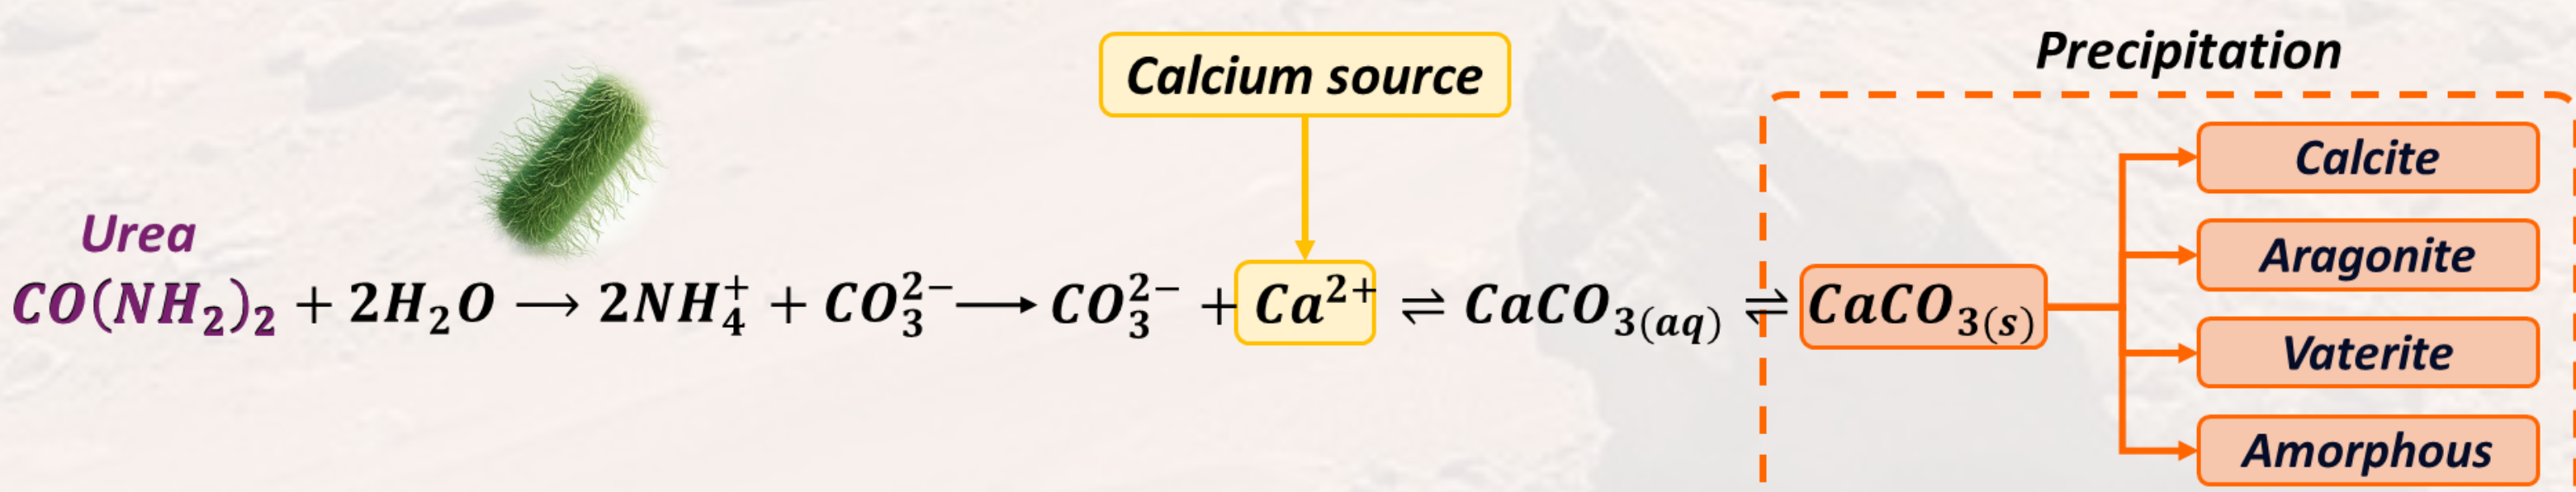 Precipitation
Calcium source
Calcite
Urea
Aragonite
CO(NH₂)₂ + 2H₂O ⟶ 2NH₄⁺ + CO₃²⁻ ⟶ CO₃²⁻ + Ca²⁺ ⇌ CaCO₃₍aq₎ ⇌ CaCO₃₍s₎
Vaterite
Amorphous